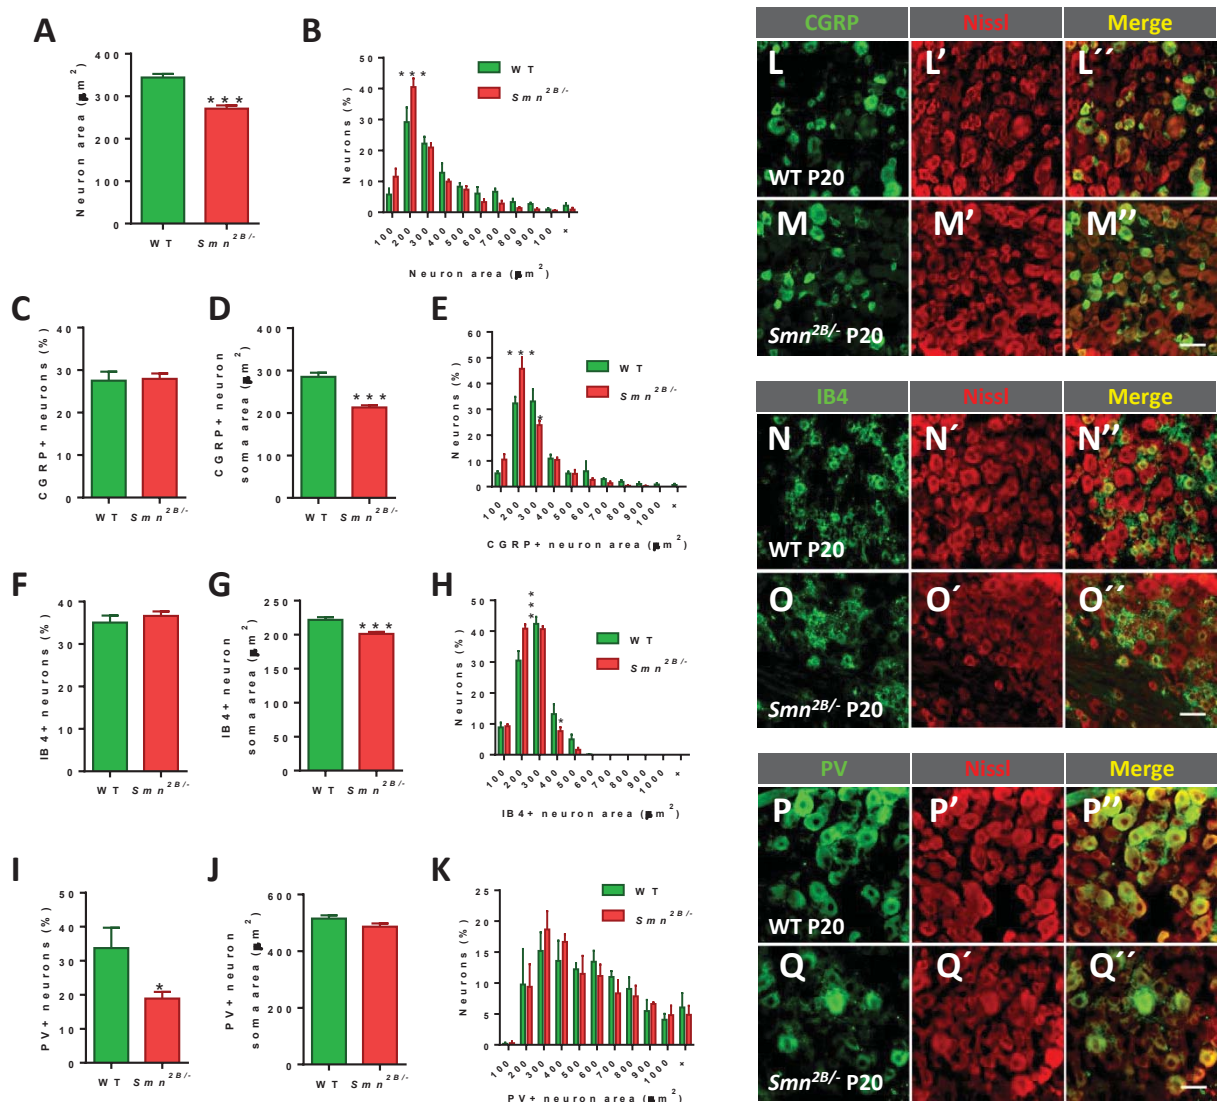 A
Neuron area (µm²)
400
300
200
100
0
***
WT
Smn2B/-
B
Neurons (%)
50
40
30
20
10
0
***
WT
Smn2B/-
100
200
300
400
500
600
700
800
900
100
+
Neuron area (µm²)
C
CGRP+ neurons (%)
40
30
20
10
0
WT
Smn2B/-
D
CGRP+ neuron
soma area (µm²)
400
300
200
100
0
***
WT
Smn2B/-
E
Neurons (%)
60
50
40
30
20
10
0
***
*
WT
Smn2B/-
100
200
300
400
500
600
700
800
900
1000
+
CGRP+ neuron area (µm²)
F
IB4+ neurons (%)
40
30
20
10
0
WT
Smn2B/-
G
IB4+ neuron
soma area (µm²)
250
200
150
100
50
0
***
WT
Smn2B/-
H
Neurons (%)
50
40
30
20
10
0
***
*
WT
Smn2B/-
100
200
300
400
500
600
700
800
900
1000
+
IB4+ neuron area (µm²)
I
PV+ neurons (%)
50
40
30
20
10
0
*
WT
Smn2B/-
J
PV+ neuron
soma area (µm²)
600
400
200
0
WT
Smn2B/-
K
Neurons (%)
25
20
15
10
5
0
WT
Smn2B/-
100
200
300
400
500
600
700
800
900
1000
+
PV+ neuron area (µm²)
CGRP Nissl Merge
L L' L´´
WT P20
M M' M''
Smn2B/- P20
IB4 Nissl Merge
N N´ N''
WT P20
O O´ O´´
Smn2B/- P20
PV Nissl Merge
P P' P''
WT P20
Q Q´ Q´´
Smn2B/- P20